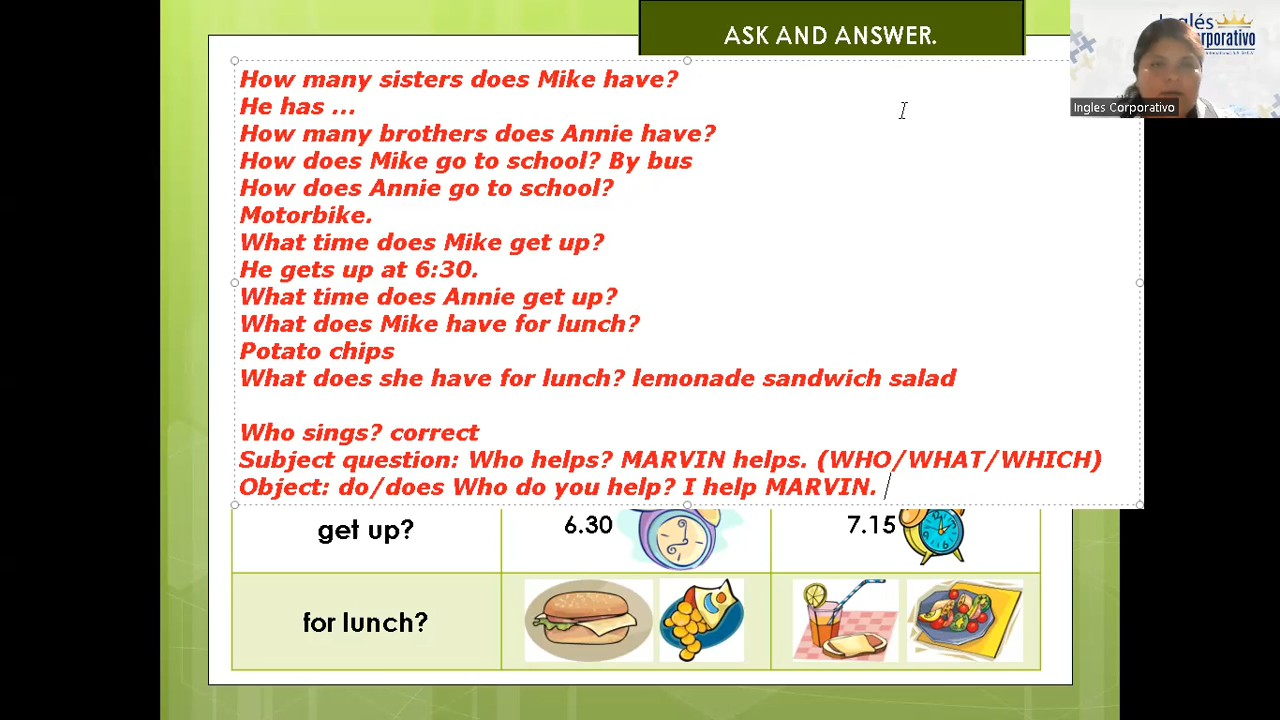 ASK AND ANSWER.
Inglés
Corporativo
Ingles Corporativo
How many sisters does Mike have?
He has ...
How many brothers does Annie have?
How does Mike go to school? By bus
How does Annie go to school?
Motorbike.
What time does Mike get up?
He gets up at 6:30.
What time does Annie get up?
What does Mike have for lunch?
Potato chips
What does she have for lunch? lemonade sandwich salad
Who sings? correct
Subject question: Who helps? MARVIN helps. (WHO/WHAT/WHICH)
Object: do/does Who do you help? I help MARVIN.
get up? 6.30 7.15
for lunch?